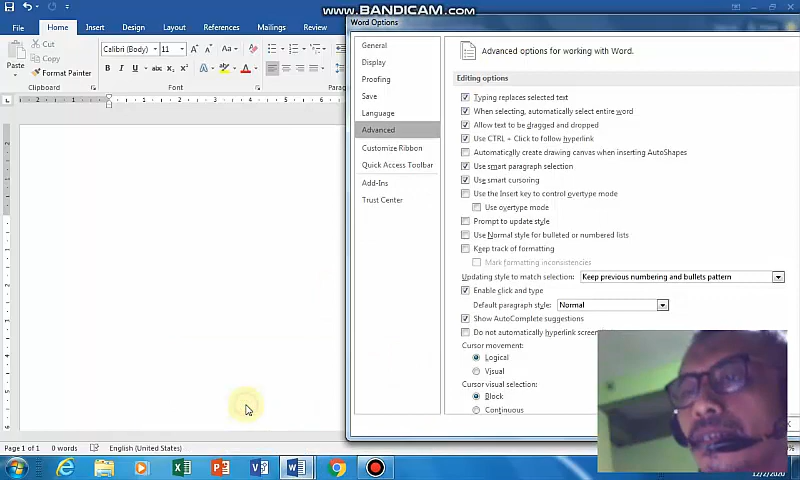 www.BANDICAM.com
File Home Insert Draw Design Layout References Mailings Review
Cut
Copy
Format Painter
Paste
Clipboard
Calibri (Body) 11 A A Aa
B I U abc x₂ x² A A
Font
Word Options
General
Display
Proofing
Save
Language
Advanced
Customize Ribbon
Quick Access Toolbar
Add-Ins
Trust Center
Advanced options for working with Word.
Editing options
Typing replaces selected text
When selecting, automatically select entire word
Allow text to be dragged and dropped
Use CTRL + Click to follow hyperlink
Automatically create drawing canvas when inserting AutoShapes
Use smart paragraph selection
Use smart cursoring
Use the Insert key to control overtype mode
Use overtype mode
Prompt to update style
Use Normal style for bulleted or numbered lists
Keep track of formatting
Mark formatting inconsistencies
Updating style to match selection: Keep previous numbering and bullets pattern
Enable click and type
Default paragraph style: Normal
Show AutoComplete suggestions
Do not automatically hyperlink
Cursor movement:
Logical
Visual
Cursor visual selection:
Block
Continuous
Page 1 of 1 0 words English (United States)
12/2/2020